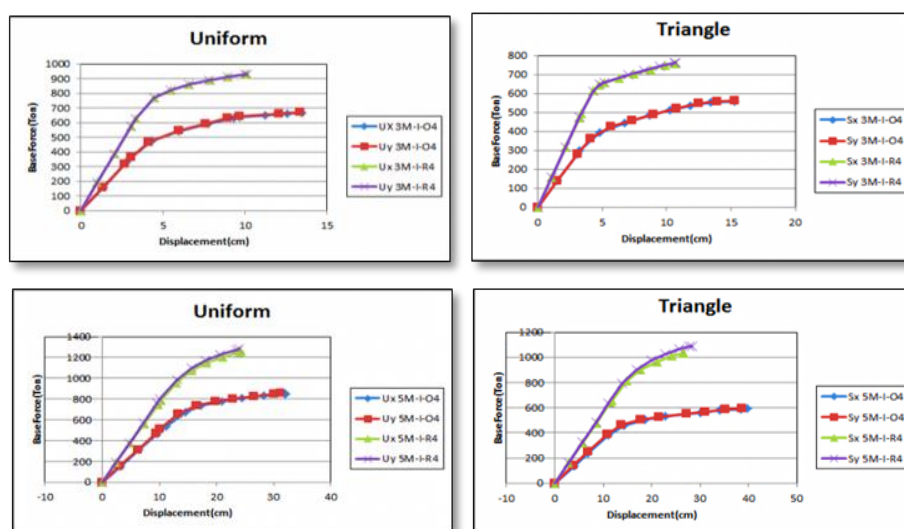 Uniform
BaseForce(Ton)
1000
900
800
700
600
500
400
300
200
100
0
0 5 10 15
Displacement(cm)
UX 3M-I-O4
Uy 3M-I-O4
Ux 3M-I-R4
Uy 3M-I-R4
Triangle
BaseForce(Ton)
800
700
600
500
400
300
200
100
0
0 5 10 15 20
Displacement(cm)
Sx 3M-I-O4
Sy 3M-I-O4
Sx 3M-I-R4
Sy 3M-I-R4
Uniform
BaseForce(Ton)
1400
1200
1000
800
600
400
200
0
-10 0 10 20 30 40
Displacement(cm)
Ux 5M-I-O4
Uy 5M-I-O4
Ux 5M-I-R4
Uy 5M-I-R4
Triangle
BaseForce(Ton)
1200
1000
800
600
400
200
0
-10 0 10 20 30 40 50
Displacement(cm)
Sx 5M-I-O4
Sy 5M-I-O4
Sx 5M-I-R4
Sy 5M-I-R4